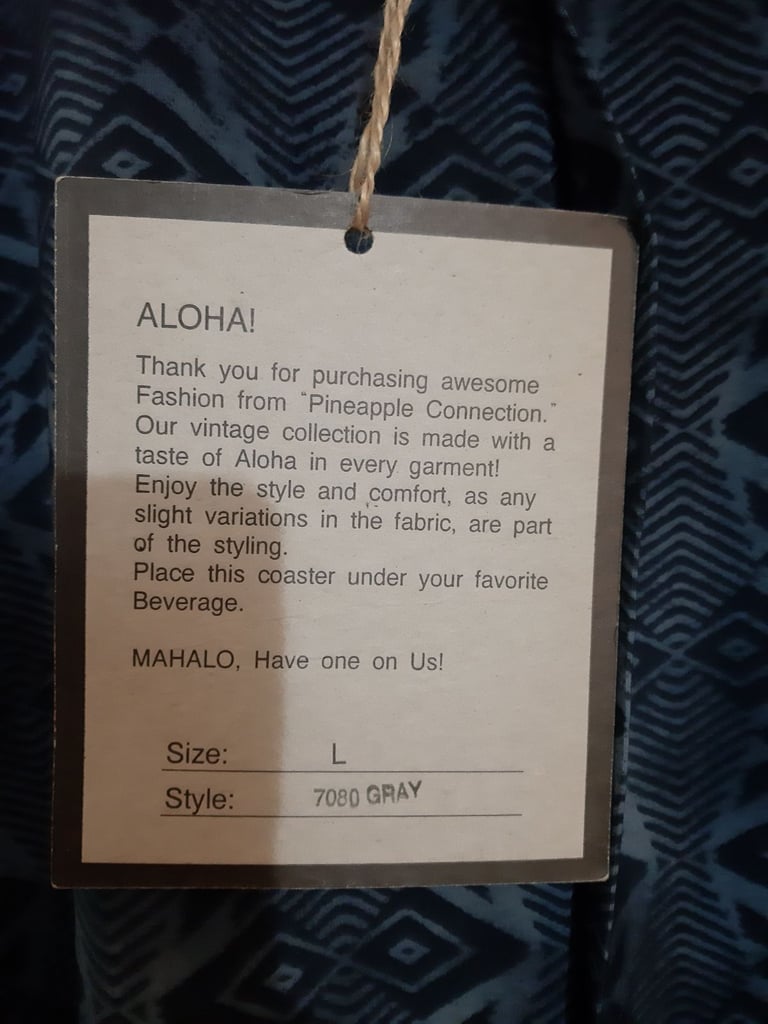 ALOHA!
Thank you for purchasing awesome
Fashion from "Pineapple Connection."
Our vintage collection is made with a
taste of Aloha in every garment!
Enjoy the style and comfort, as any
slight variations in the fabric, are part
of the styling.
Place this coaster under your favorite
Beverage.
MAHALO, Have one on Us!
Size: L
Style: 7080 GRAY